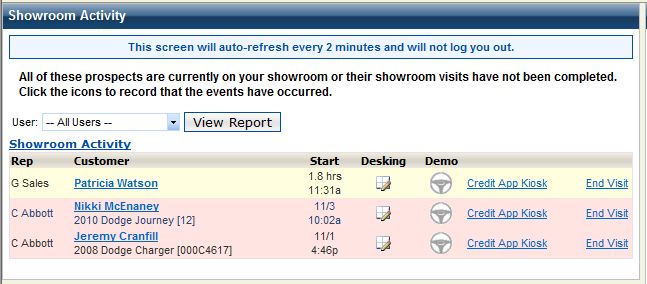 Showroom Activity
This screen will auto-refresh every 2 minutes and will not log you out.
All of these prospects are currently on your showroom or their showroom visits have not been completed.
Click the icons to record that the events have occurred.
User: -- All Users -- View Report
Showroom Activity
Rep Customer Start Desking Demo
G Sales Patricia Watson 1.8 hrs 11:31a Credit App Kiosk End Visit
C Abbott Nikki McEnaney 11/3 Credit App Kiosk End Visit
2010 Dodge Journey [12] 10:02a
C Abbott Jeremy Cranfill 11/1 Credit App Kiosk End Visit
2008 Dodge Charger [000C4617] 4:46p